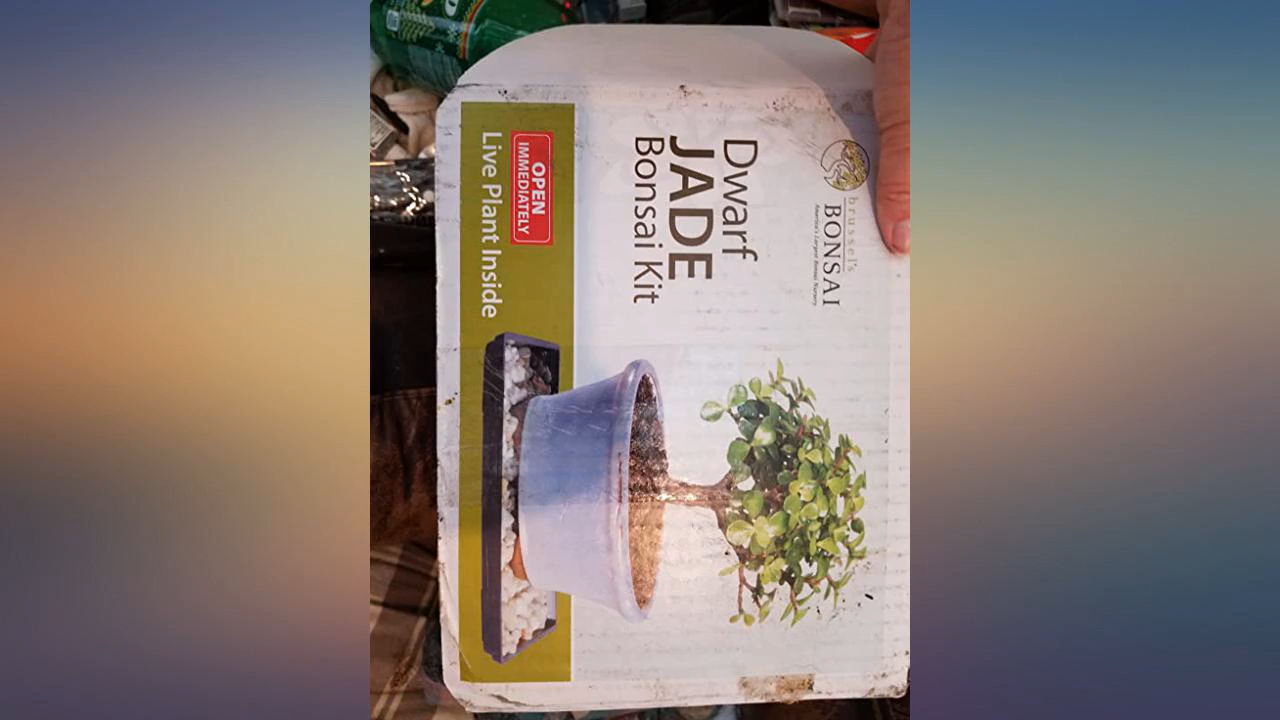 brussel's
BONSAI
America's Largest Bonsai Nursery
Dwarf
JADE
Bonsai Kit
OPEN
IMMEDIATELY
Live Plant Inside